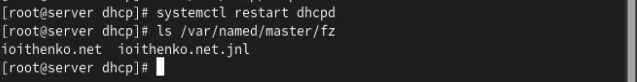 [root@server dhcp]# systemctl restart dhcpd
[root@server dhcp]# ls /var/named/master/fz
ioithenko.net  ioithenko.net.jnl
[root@server dhcp]#